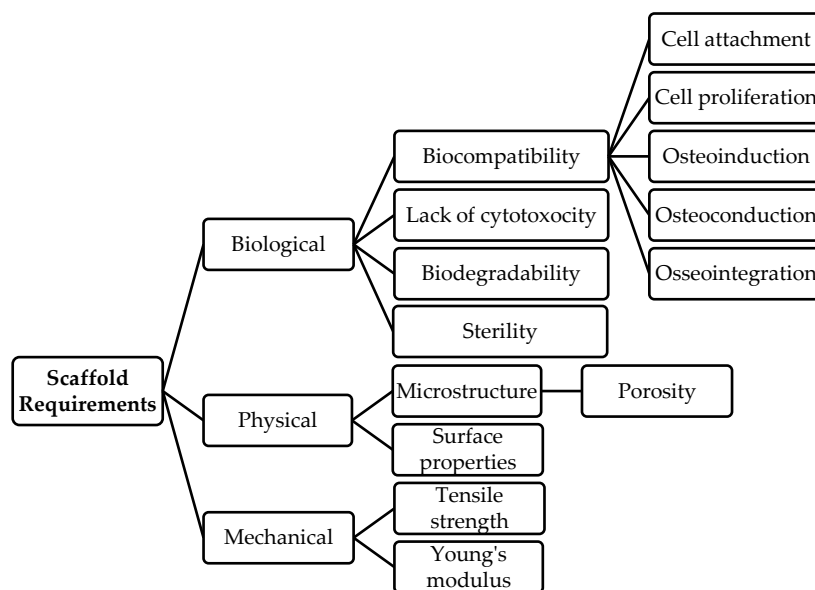 Cell attachment
Cell proliferation
Biocompatibility
Osteoinduction
Lack of cytotoxocity
Osteoconduction
Biological
Biodegradability
Osseointegration
Sterility
Scaffold
Requirements
Microstructure
Porosity
Physical
Surface
properties
Tensile
strength
Mechanical
Young's
modulus